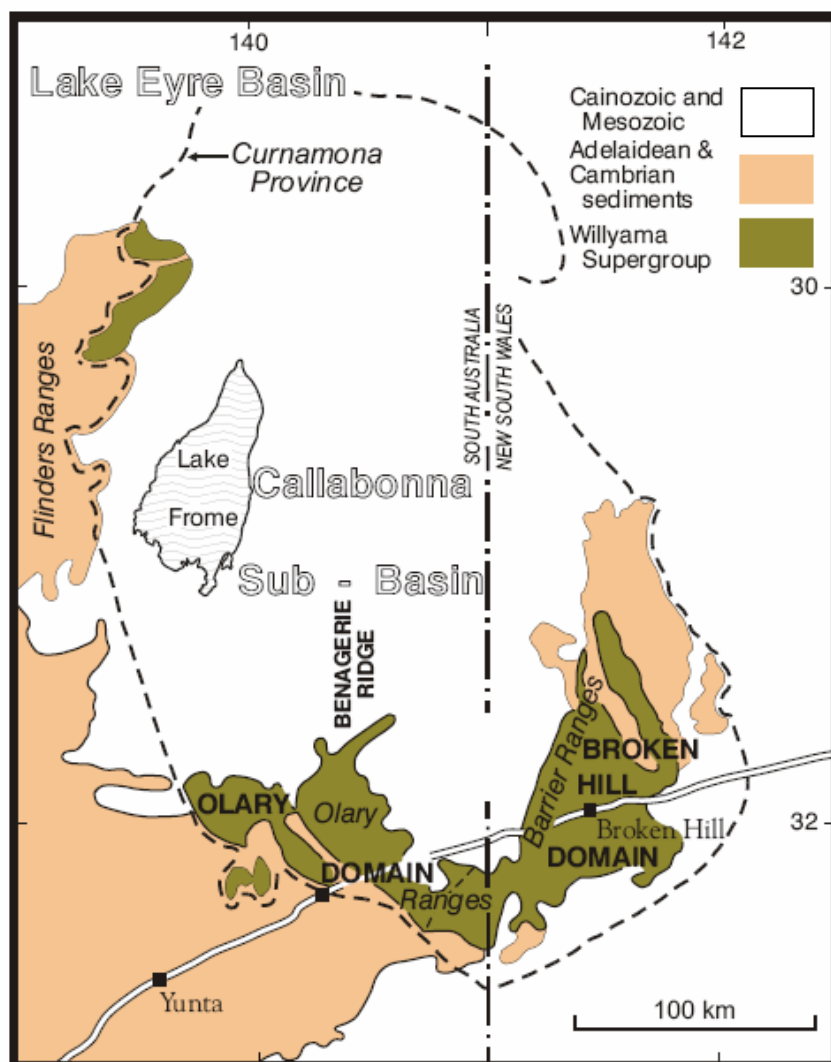 140
142
Lake Eyre Basin
Curnamona
Province
Cainozoic and
Mesozoic
Adelaidean &
Cambrian
sediments
Willyama
Supergroup
30
SOUTH AUSTRALIA
NEW SOUTH WALES
Flinders Ranges
Lake
Frome
Callabonna
Sub - Basin
BENAGERIE
RIDGE
Barrier Ranges
BROKEN
HILL
Broken Hill
DOMAIN
32
OLARY
Olary
DOMAIN
Ranges
Yunta
100 km
140
142